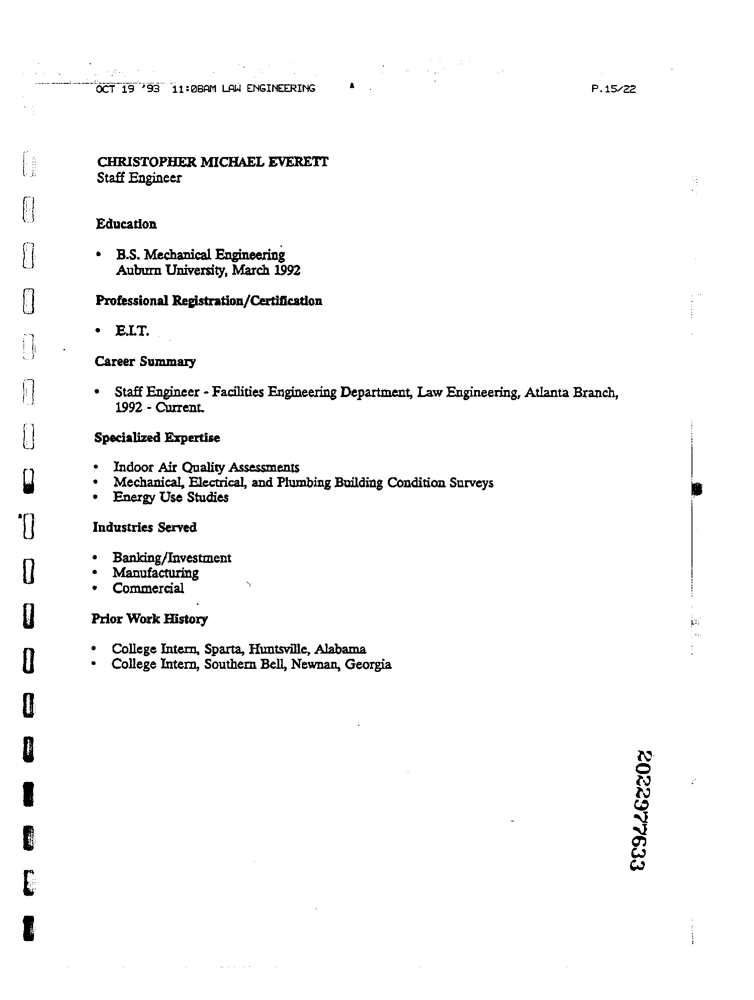 OCT 19 '93 11:08AM LAW ENGINEERING P.15/22
CHRISTOPHER MICHAEL EVERETT
Staff Engineer
Education
• B.S. Mechanical Engineering
Auburn University, March 1992
Professional Registration/Certification
• E.I.T.
Career Summary
• Staff Engineer - Facilities Engineering Department, Law Engineering, Atlanta Branch,
1992 - Current.
Specialized Expertise
• Indoor Air Quality Assessments
• Mechanical, Electrical, and Plumbing Building Condition Surveys
• Energy Use Studies
Industries Served
• Banking/Investment
• Manufacturing
• Commercial
Prior Work History
• College Intern, Sparta, Huntsville, Alabama
• College Intern, Southern Bell, Newnan, Georgia
2022977633